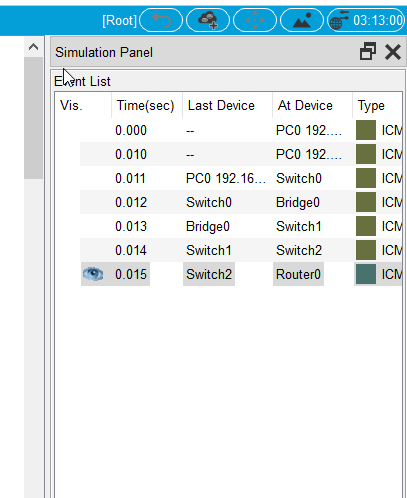 [Root] 03:13:00
Simulation Panel
Event List
Vis. Time(sec) Last Device At Device Type
0.000 -- PC0 192.... ICM
0.010 -- PC0 192.... ICM
0.011 PC0 192.16... Switch0 ICM
0.012 Switch0 Bridge0 ICM
0.013 Bridge0 Switch1 ICM
0.014 Switch1 Switch2 ICM
0.015 Switch2 Router0 ICM